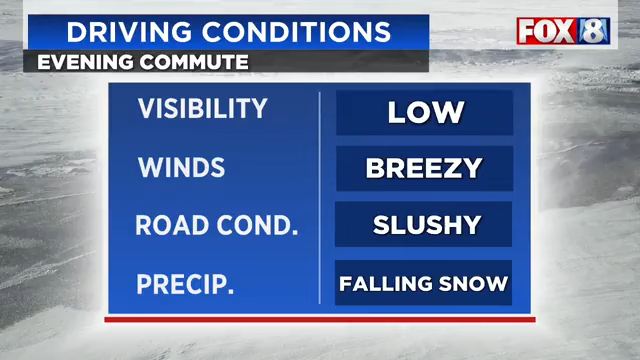 DRIVING CONDITIONS
FOX 8
EVENING COMMUTE
VISIBILITY LOW
WINDS BREEZY
ROAD COND. SLUSHY
PRECIP. FALLING SNOW